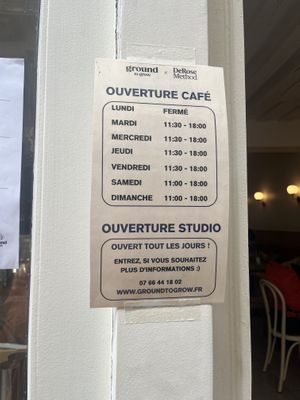 ground
to grow
x
DeRose
Method
OUVERTURE CAFÉ
LUNDI FERMÉ
MARDI 11:30 - 18:00
MERCREDI 11:30 - 18:00
JEUDI 11:30 - 18:00
VENDREDI 11:30 - 18:00
SAMEDI 11:00 - 18:00
DIMANCHE 11:00 - 18:00
OUVERTURE STUDIO
OUVERT TOUT LES JOURS !
ENTREZ, SI VOUS SOUHAITEZ
PLUS D'INFORMATIONS :)
07 66 44 18 02
WWW.GROUNDTOGROW.FR